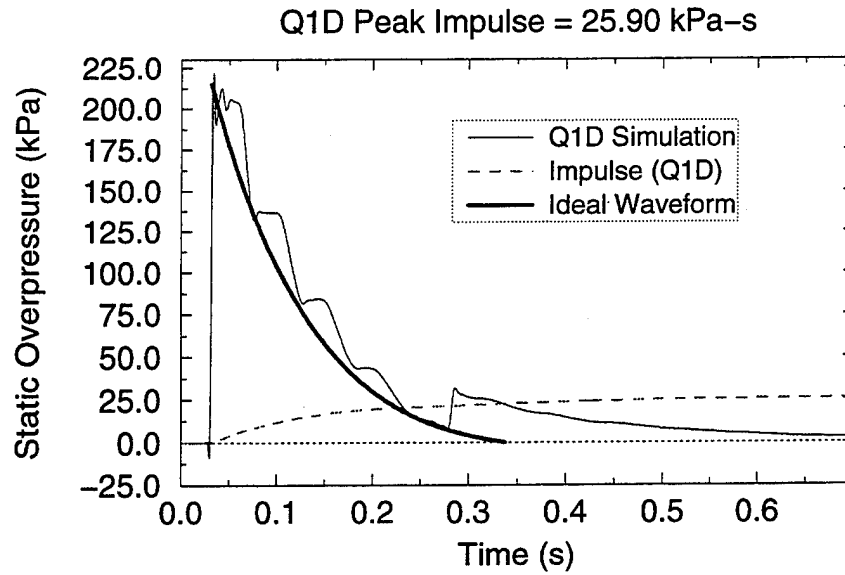 Q1D Peak Impulse = 25.90 kPa-s
Static Overpressure (kPa)
225.0
200.0
175.0
150.0
125.0
100.0
75.0
50.0
25.0
0.0
−25.0
Q1D Simulation
Impulse (Q1D)
Ideal Waveform
0.0 0.1 0.2 0.3 0.4 0.5 0.6
Time (s)